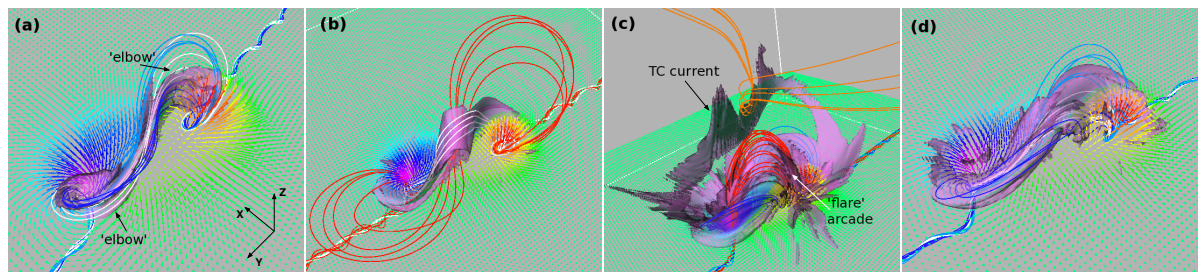 (a)
'elbow'
'elbow'
Z
X
Y
(b)
(c)
TC current
'flare'
arcade
(d)